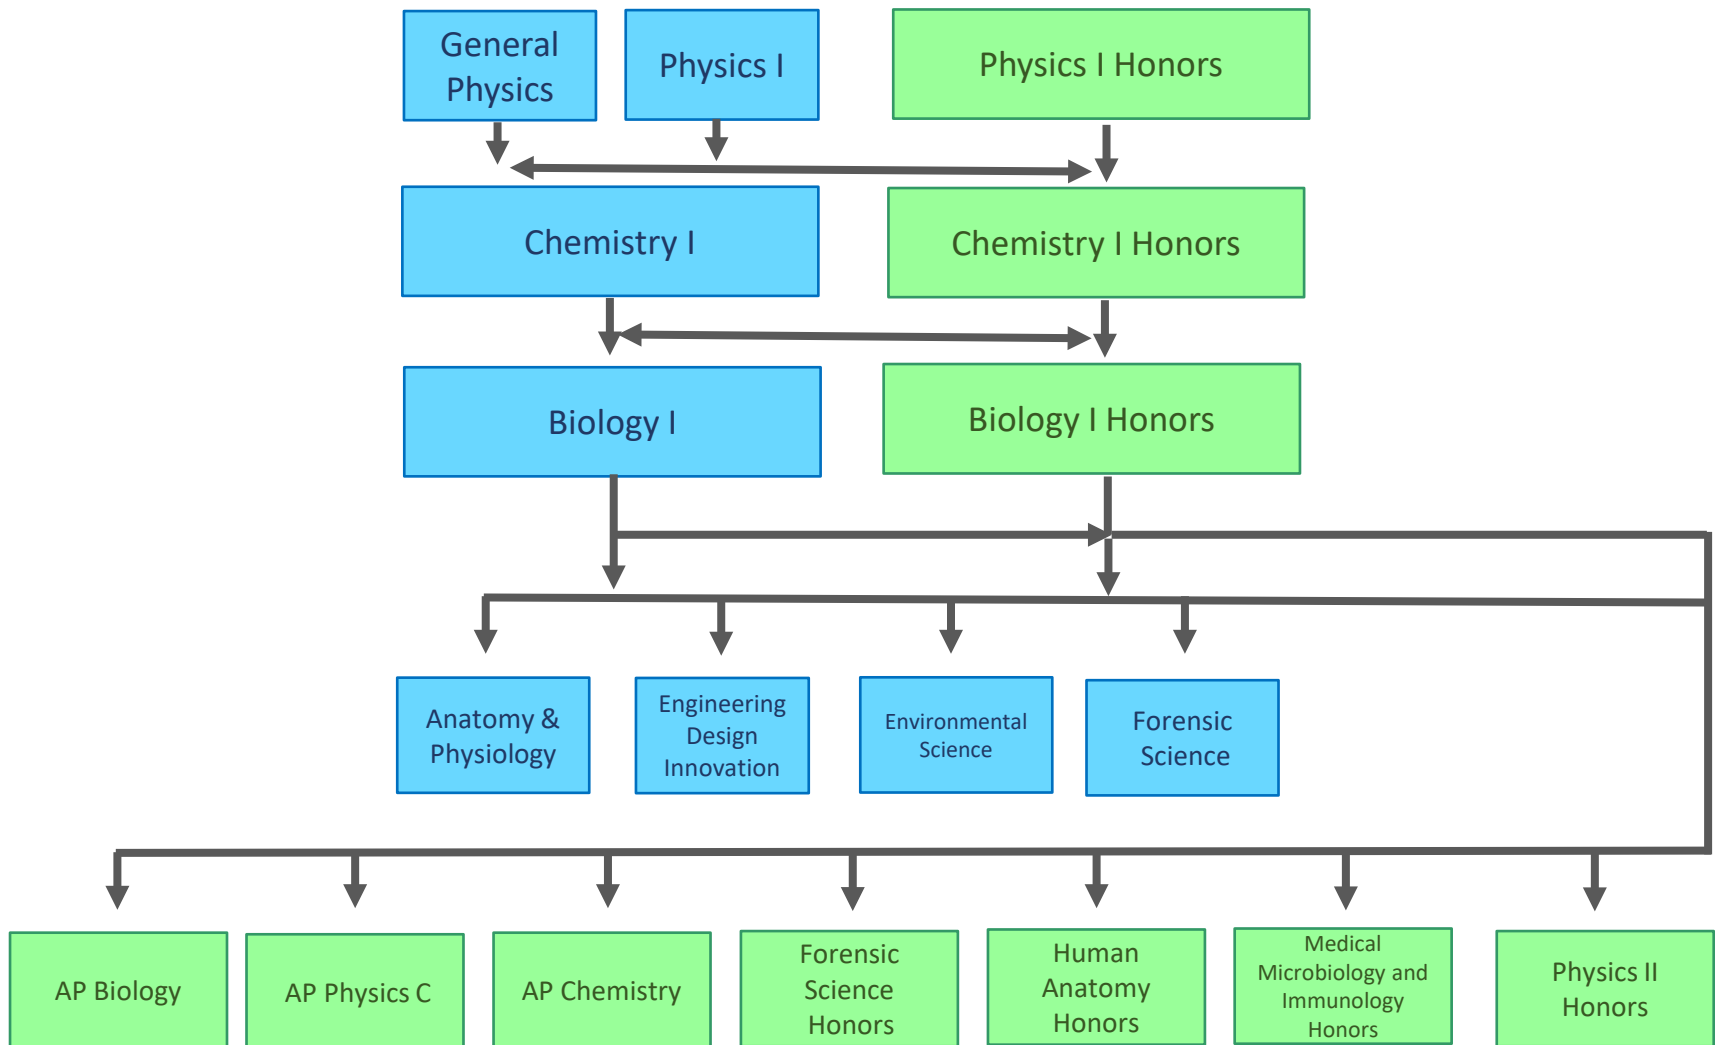 General
Physics
Physics I
Physics I Honors
Chemistry I
Chemistry I Honors
Biology I
Biology I Honors
Anatomy &
Physiology
Engineering
Design
Innovation
Environmental
Science
Forensic
Science
AP Biology
AP Physics C
AP Chemistry
Forensic
Science
Honors
Human
Anatomy
Honors
Medical
Microbiology and
Immunology
Honors
Physics II
Honors